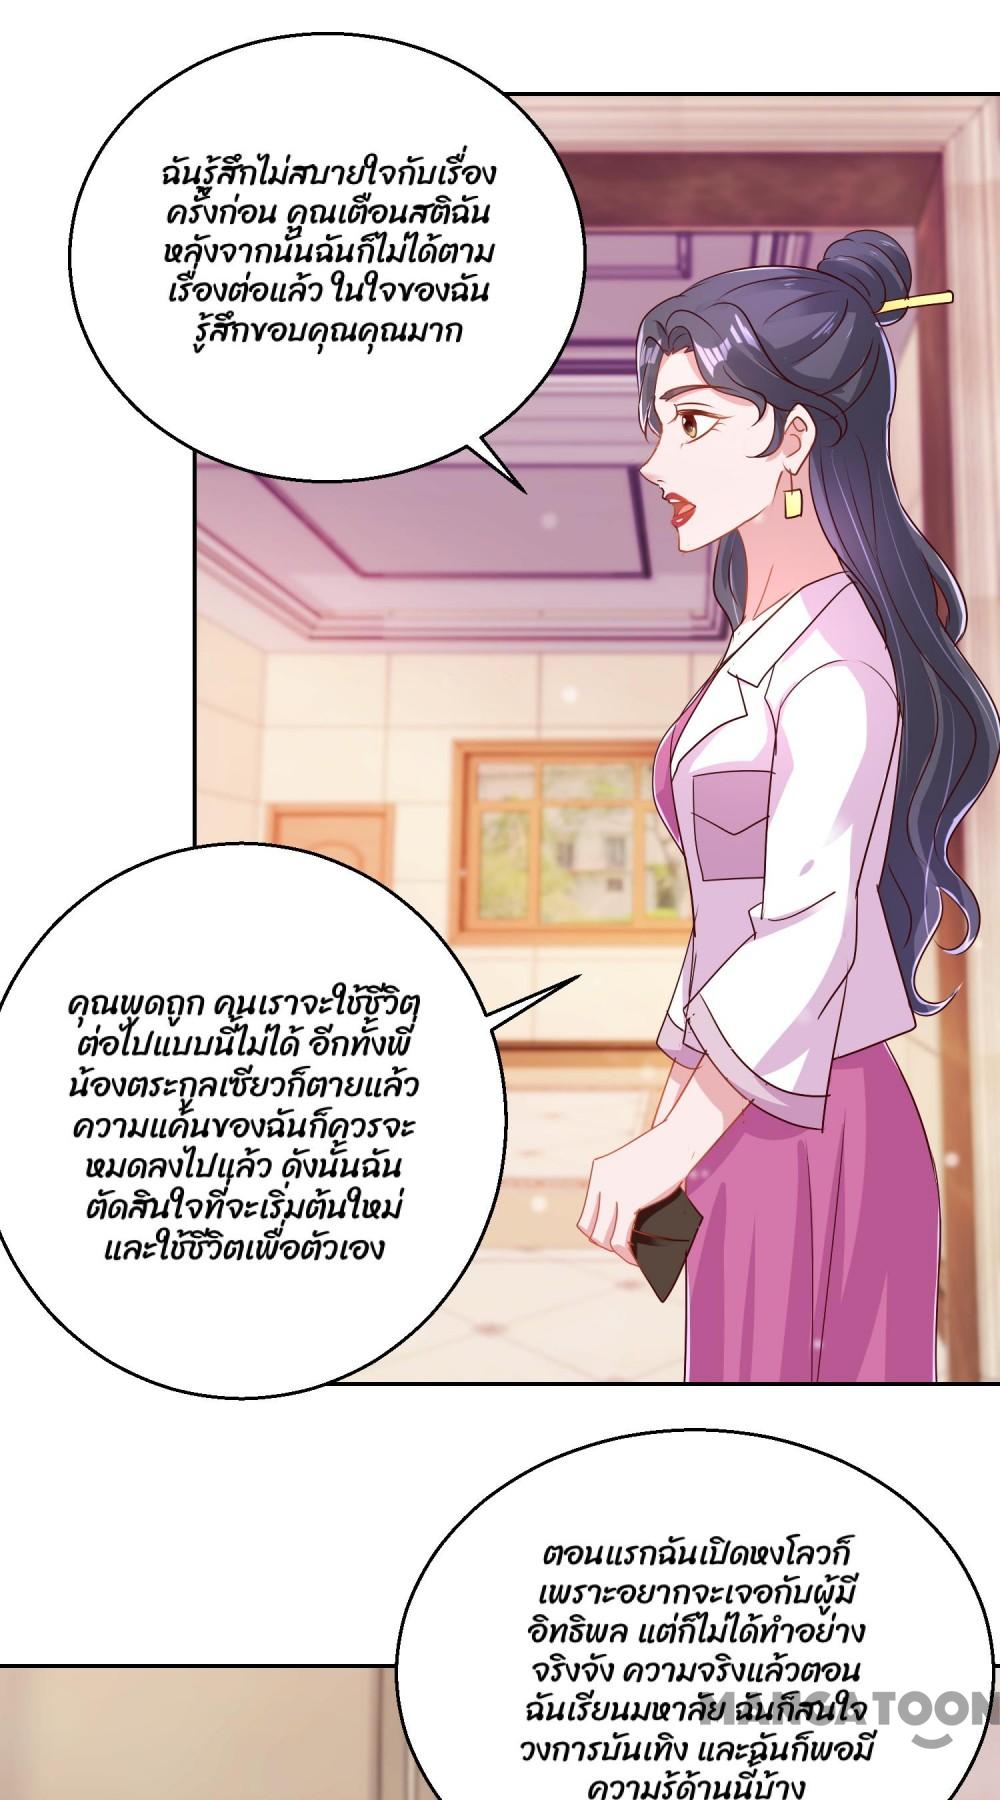 ฉันรู้สึกไม่สบายใจกับเรื่อง
ครั้งก่อน คุณเตือนสติฉัน
หลังจากนั้นฉันก็ไม่ได้ตาม
เรื่องต่อแล้ว ในใจของฉัน
รู้สึกขอบคุณคุณมาก
คุณพูดถูก คนเราจะใช้ชีวิต
ต่อไปแบบนี้ไม่ได้ อีกทั้งพี่
น้องตระกูลเซียวก็ตายแล้ว
ความแค้นของฉันก็ควรจะ
หมดลงไปแล้ว ดังนั้นฉัน
ตัดสินใจที่จะเริ่มต้นใหม่
และใช้ชีวิตเพื่อตัวเอง
ตอนแรกฉันเปิดหงโลวก็
เพราะอยากจะเจอกับผู้มี
อิทธิพล แต่ก็ไม่ได้ทำอย่าง
จริงจัง ความจริงแล้วตอน
ฉันเรียนมหาลัย ฉันก็สนใจ
วงการบันเทิง และฉันก็พอมี
ความรู้ด้านนี้บ้าง
MANGATOON